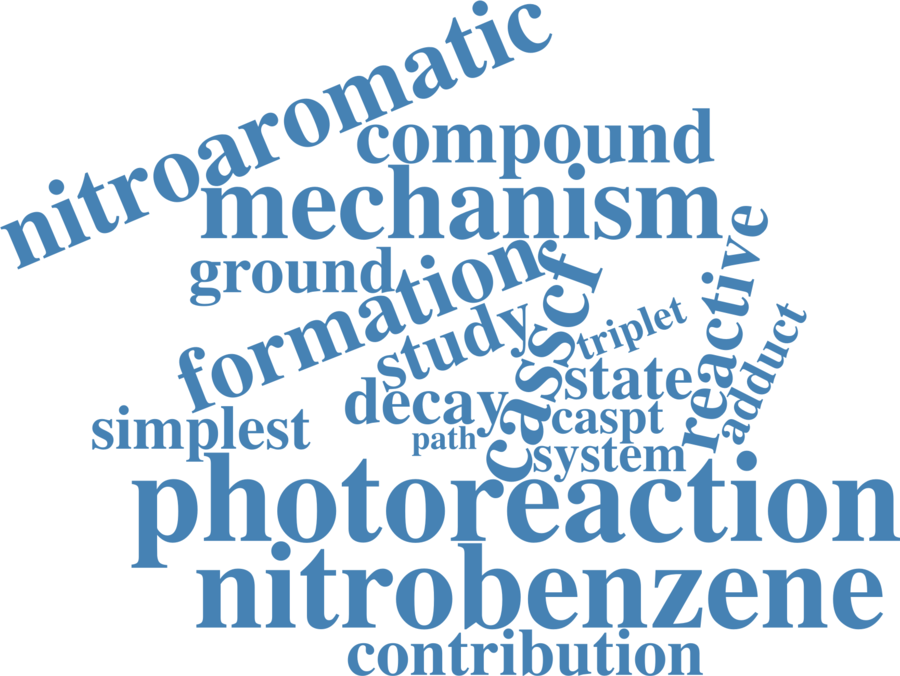 nitroaromatic
compound
mechanism
ground
formation
casscf
reactive
study
triplet
adduct
state
decay
caspt
simplest
path
system
photoreaction
nitrobenzene
contribution